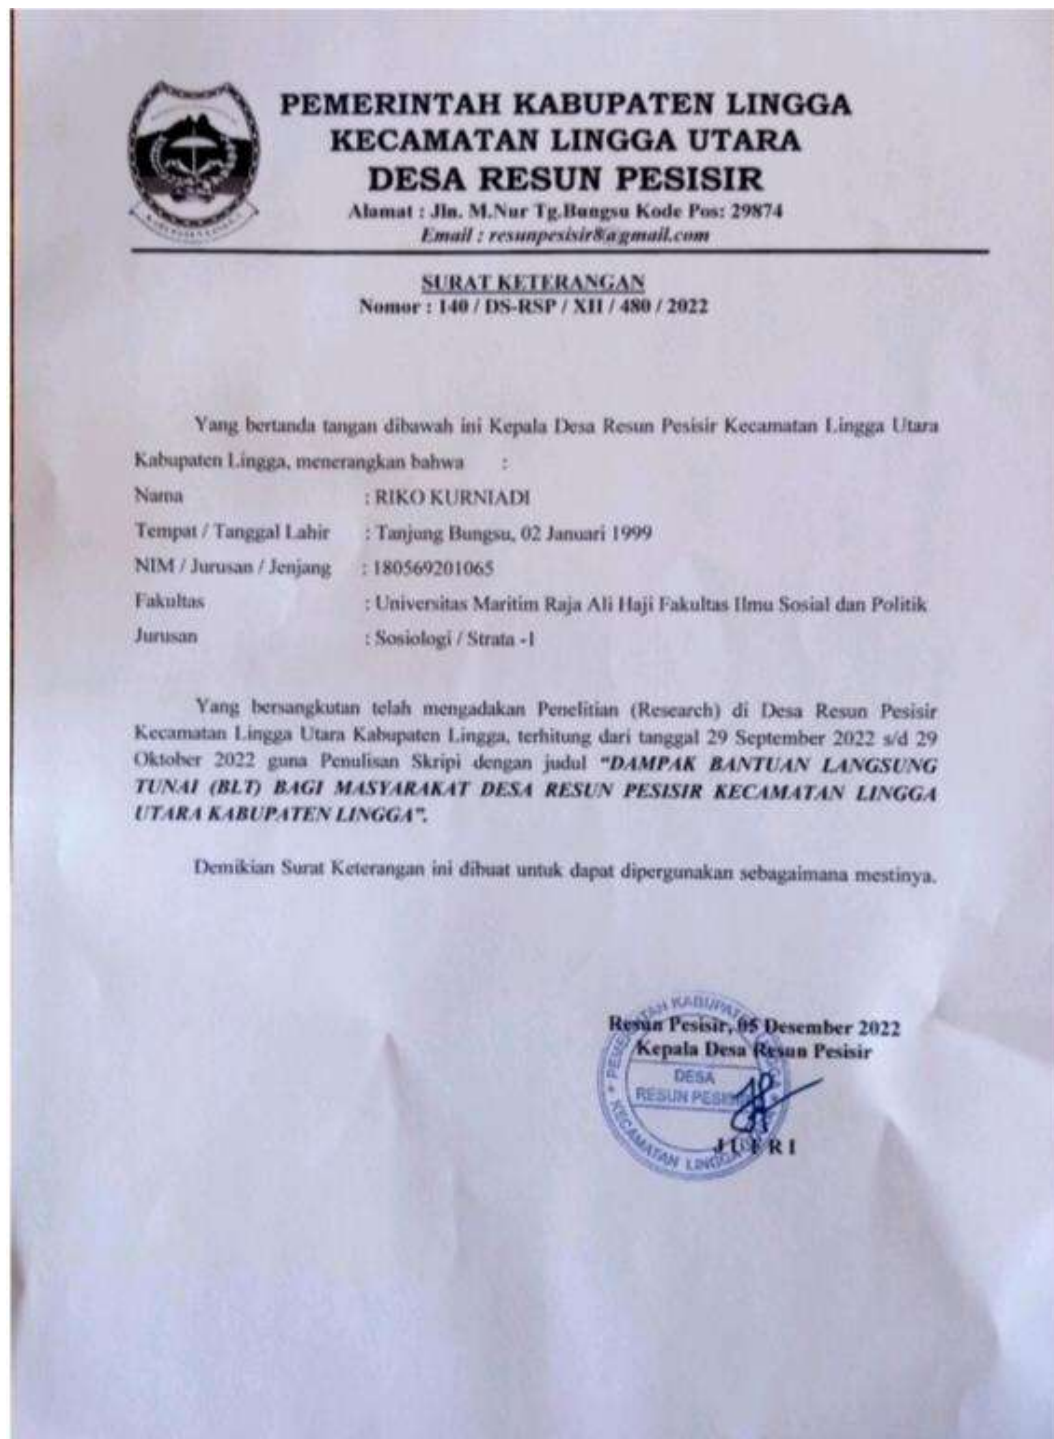 PEMERINTAH KABUPATEN LINGGA
KECAMATAN LINGGA UTARA
DESA RESUN PESISIR
Alamat : Jln. M.Nur Tg.Bungsu Kode Pos: 29874
Email : resunpesisir8@gmail.com
SURAT KETERANGAN
Nomor : 140 / DS-RSP / XII / 480 / 2022
Yang bertanda tangan dibawah ini Kepala Desa Resun Pesisir Kecamatan Lingga Utara
Kabupaten Lingga, menerangkan bahwa :
Nama : RIKO KURNIADI
Tempat / Tanggal Lahir : Tanjung Bungsu, 02 Januari 1999
NIM / Jurusan / Jenjang : 180569201065
Fakultas : Universitas Maritim Raja Ali Haji Fakultas Ilmu Sosial dan Politik
Jurusan : Sosiologi / Strata -1
Yang bersangkutan telah mengadakan Penelitian (Research) di Desa Resun Pesisir
Kecamatan Lingga Utara Kabupaten Lingga, terhitung dari tanggal 29 September 2022 s/d 29
Oktober 2022 guna Penulisan Skripi dengan judul “DAMPAK BANTUAN LANGSUNG
TUNAI (BLT) BAGI MASYARAKAT DESA RESUN PESISIR KECAMATAN LINGGA
UTARA KABUPATEN LINGGA”.
Demikian Surat Keterangan ini dibuat untuk dapat dipergunakan sebagaimana mestinya.
Resun Pesisir, 05 Desember 2022
Kepala Desa Resun Pesisir
DESA
RESUN PESISIR
KECAMATAN LINGGA